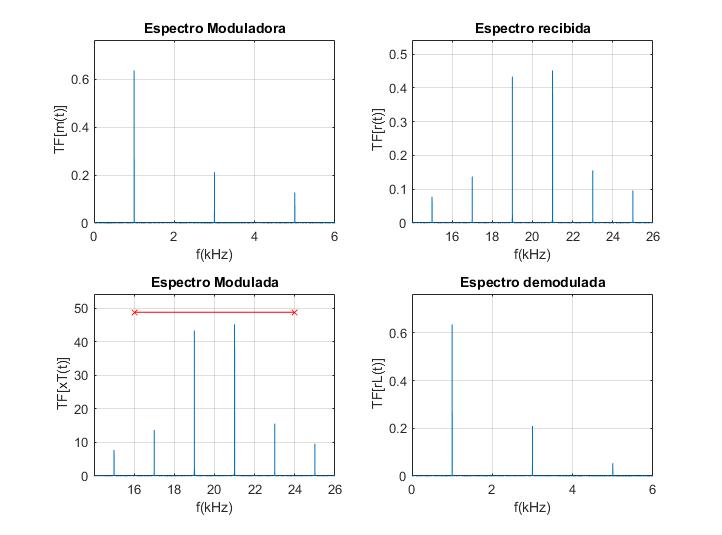 Espectro Moduladora
TF[m(t)]
0.6
0.4
0.2
0
0 2 4 6
f(kHz)
Espectro recibida
TF[r(t)]
0.5
0.4
0.3
0.2
0.1
0
16 18 20 22 24 26
f(kHz)
Espectro Modulada
TF[xT(t)]
50
40
30
20
10
0
16 18 20 22 24 26
f(kHz)
Espectro demodulada
TF[rL(t)]
0.6
0.4
0.2
0
0 2 4 6
f(kHz)